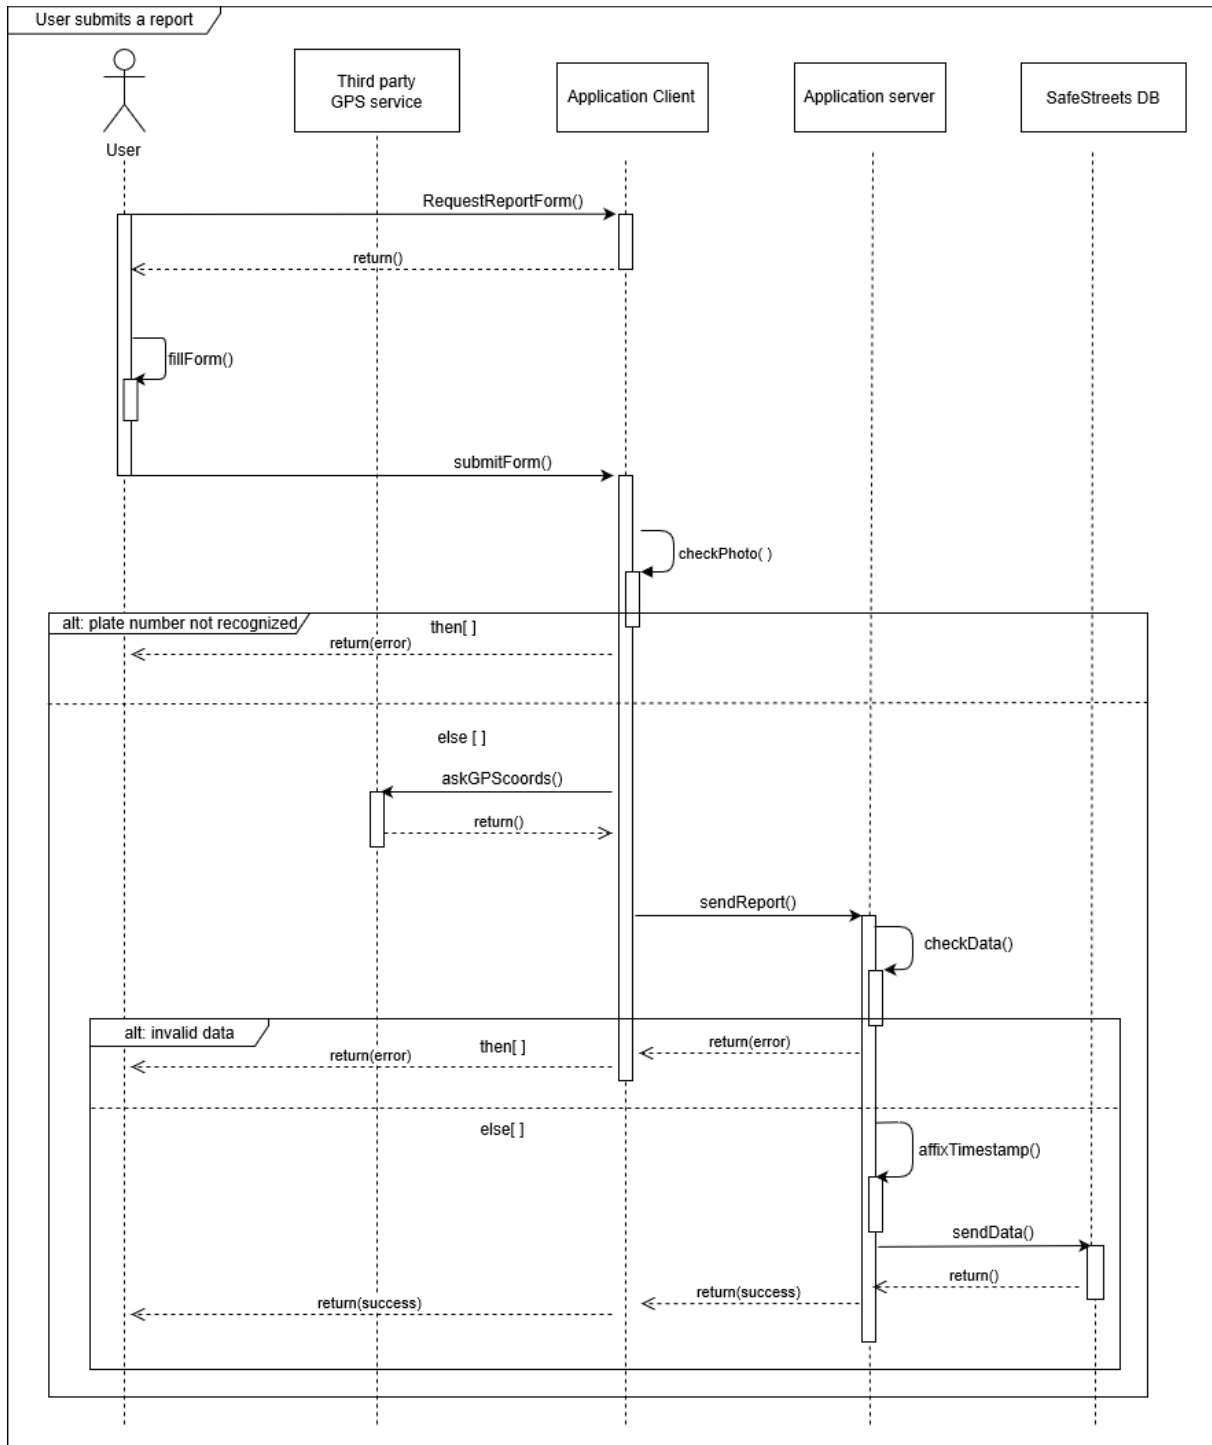 User submits a report
Third party
GPS service
Application Client
Application server
SafeStreets DB
User
RequestReportForm()
return()
fillForm()
submitForm()
checkPhoto( )
alt: plate number not recognized
then[ ]
return(error)
else [ ]
askGPScoords()
return()
sendReport()
checkData()
alt: invalid data
then[ ]
return(error)
return(error)
else[ ]
affixTimestamp()
sendData()
return()
return(success)
return(success)